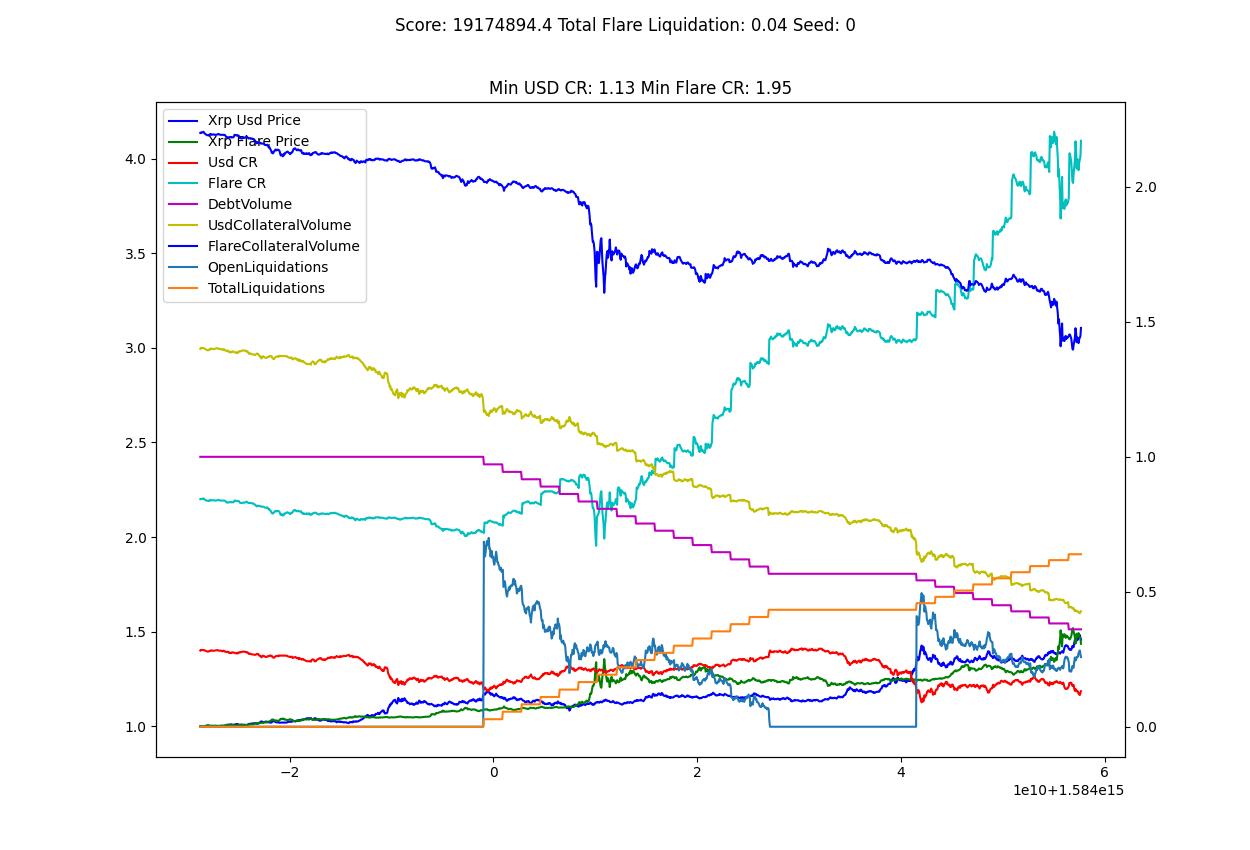 Score: 19174894.4 Total Flare Liquidation: 0.04 Seed: 0
Min USD CR: 1.13 Min Flare CR: 1.95
Xrp Usd Price
Xrp Flare Price
Usd CR
Flare CR
DebtVolume
UsdCollateralVolume
FlareCollateralVolume
OpenLiquidations
TotalLiquidations
4.0
3.5
3.0
2.5
2.0
1.5
1.0
2.0
1.5
1.0
0.5
0.0
−2
0
2
4
6
1e10+1.584e15